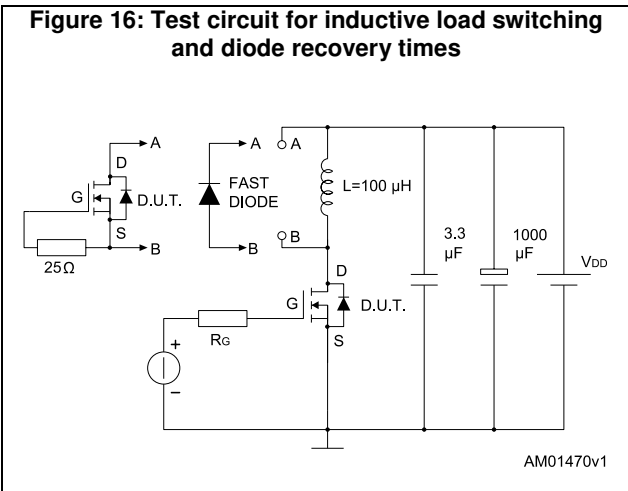 Figure 16: Test circuit for inductive load switching
and diode recovery times
A
D
G
D.U.T.
S
B
25Ω
A
FAST
DIODE
B
A
L=100 µH
B
D
G
D.U.T.
S
RG
+
-
3.3
µF
1000
µF
VDD
AM01470v1